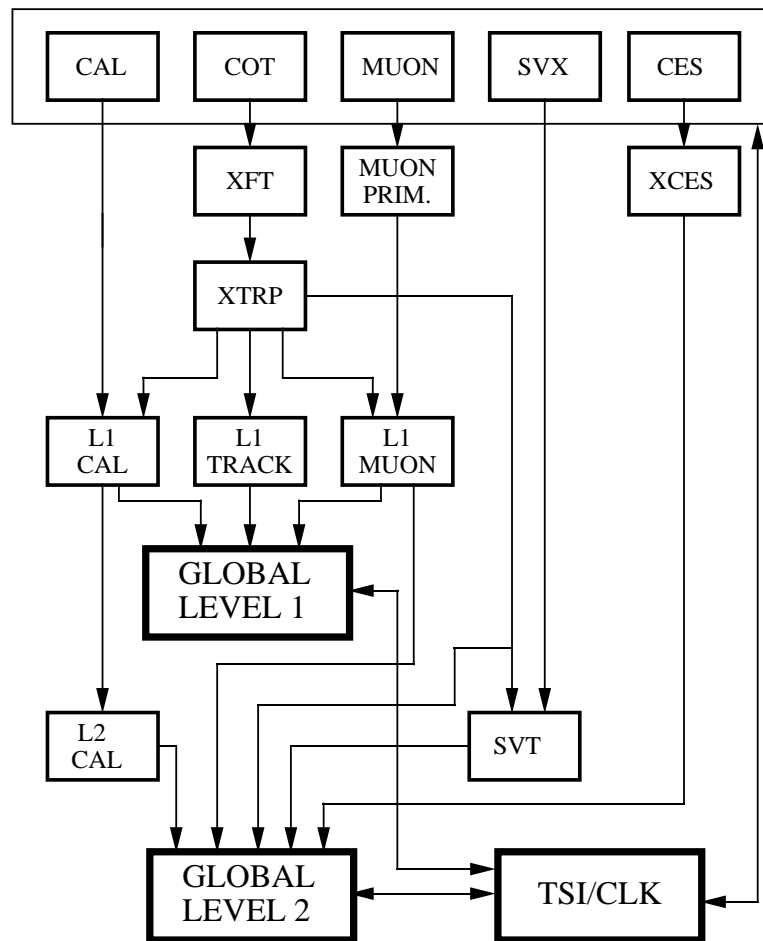 CAL
COT
MUON
SVX
CES
XFT
MUON
PRIM.
XCES
XTRP
L1
CAL
L1
TRACK
L1
MUON
GLOBAL
LEVEL 1
L2
CAL
SVT
GLOBAL
LEVEL 2
TSI/CLK